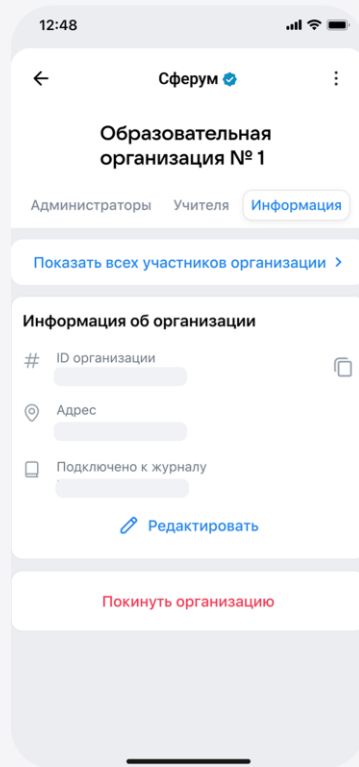 12:48
Сферум
Образовательная
организация № 1
Администраторы Учителя Информация
Показать всех участников организации
Информация об организации
ID организации
Адрес
Подключено к журналу
Редактировать
Покинуть организацию